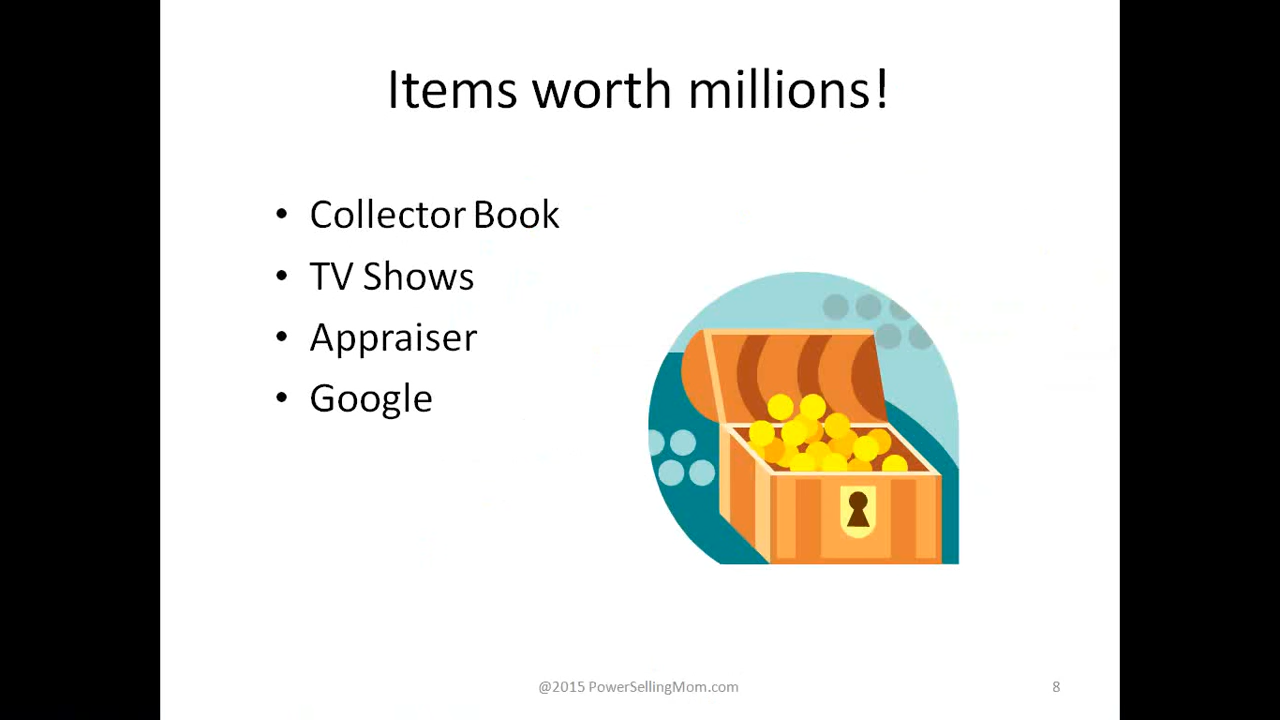 Items worth millions!
• Collector Book
• TV Shows
• Appraiser
• Google
@2015 PowerSellingMom.com
8